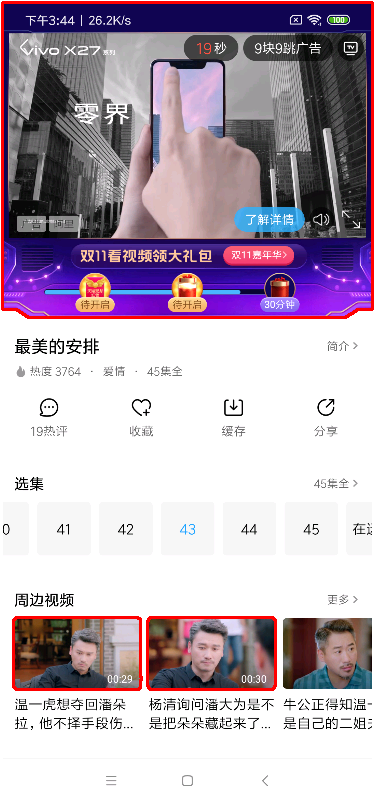 下午3:44 | 26.2K/s
100
vivo X27 系列
19秒
9块9跳广告
TV
零界
广告
阿里
了解详情
双11看视频领大礼包
双11嘉年华>
待开启
待开启
30分钟
最美的安排
简介>
热度 3764 · 爱情 · 45集全
19热评
收藏
缓存
分享
选集
45集全>
0
41
42
43
44
45
周边视频
更多>
00:29
00:30
温一虎想夺回潘朵
拉，他不择手段伤...
杨清询问潘大为是不
是把朵朵藏起来了...
牛公正得知温一
是自己的二姐